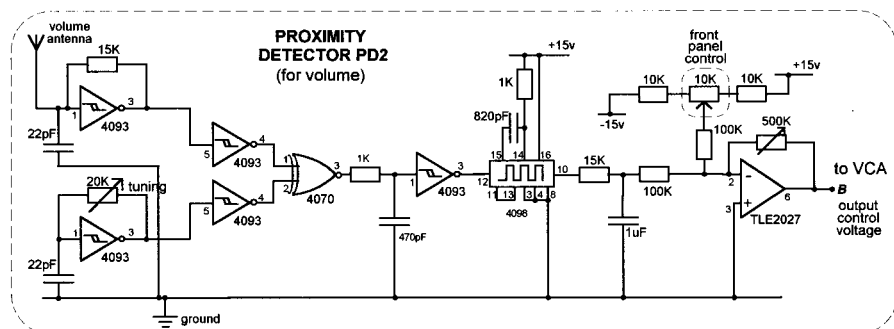 PROXIMITY
DETECTOR PD2
(for volume)
volume
antenna
15K
1
3
4093
22pF
5
4
4093
20K
tuning
1
3
4093
22pF
5
4
4093
1
2
3
4070
1K
470pF
1
3
4093
+15v
1K
820pF
15
14
16
12
10
11
13
3
4
8
4098
15K
1uF
100K
front
panel
control
10K
10K
10K
+15v
-15v
100K
500K
2
3
6
-
+
TLE2027
to VCA
B
output
control
voltage
ground